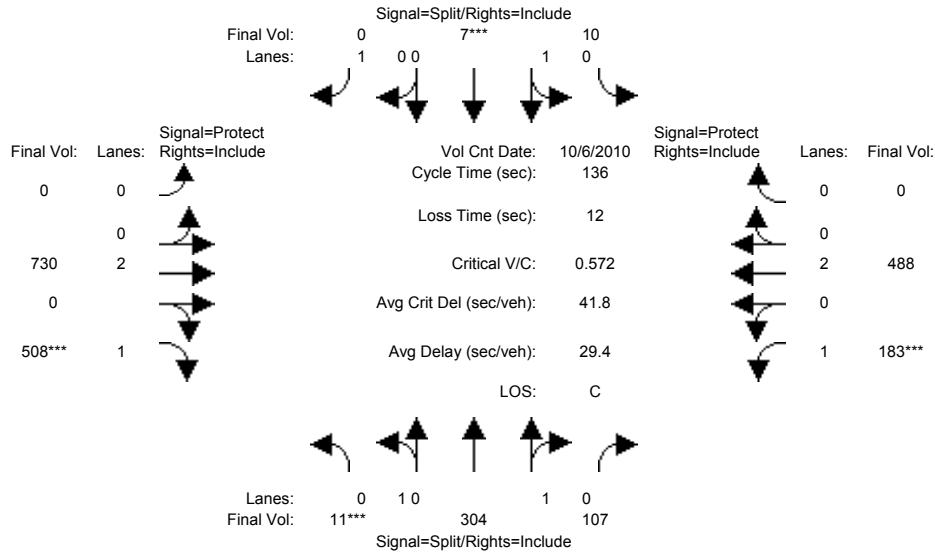 Signal=Split/Rights=Include
Final Vol: 0 7*** 10
Lanes: 1 0 0 1 0
Signal=Protect Signal=Protect
Final Vol: Lanes: Rights=Include Vol Cnt Date: 10/6/2010 Rights=Include Lanes: Final Vol:
Cycle Time (sec): 136
0 0 0 0
Loss Time (sec): 12
0 0
730 2 Critical V/C: 0.572 2 488
0 Avg Crit Del (sec/veh): 41.8 0
508*** 1 Avg Delay (sec/veh): 29.4 1 183***
LOS: C
Lanes: 0 1 0 1 0
Final Vol: 11*** 304 107
Signal=Split/Rights=Include